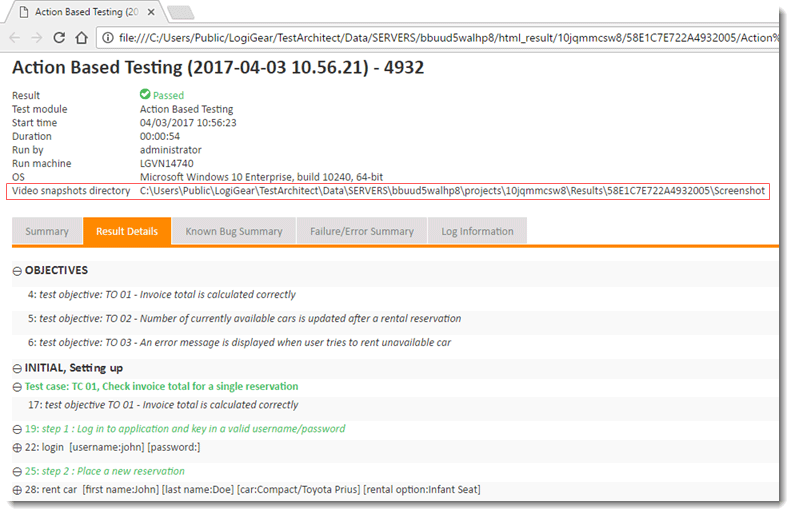 Action Based Testing (20
file:///C:/Users/Public/LogiGear/TestArchitect/Data/SERVERS/bbuud5walhp8/html_result/10jqmmcsw8/58E1C7E722A4932005/Action%
Action Based Testing (2017-04-03 10.56.21) - 4932
Result Passed
Test module Action Based Testing
Start time 04/03/2017 10:56:23
Duration 00:00:54
Run by administrator
Run machine LGVN14740
OS Microsoft Windows 10 Enterprise, build 10240, 64-bit
Video snapshots directory C:\Users\Public\LogiGear\TestArchitect\Data\SERVERS\bbuud5walhp8\projects\10jqmmcsw8\Results\58E1C7E722A4932005\Screenshot
Summary Result Details Known Bug Summary Failure/Error Summary Log Information
OBJECTIVES
4: test objective: TO 01 - Invoice total is calculated correctly
5: test objective: TO 02 - Number of currently available cars is updated after a rental reservation
6: test objective: TO 03 - An error message is displayed when user tries to rent unavailable car
INITIAL, Setting up
Test case: TC 01, Check invoice total for a single reservation
17: test objective TO 01 - Invoice total is calculated correctly
19: step 1 : Log in to application and key in a valid username/password
22: login [username:john] [password:]
25: step 2 : Place a new reservation
28: rent car [first name:John] [last name:Doe] [car:Compact/Toyota Prius] [rental option:Infant Seat]